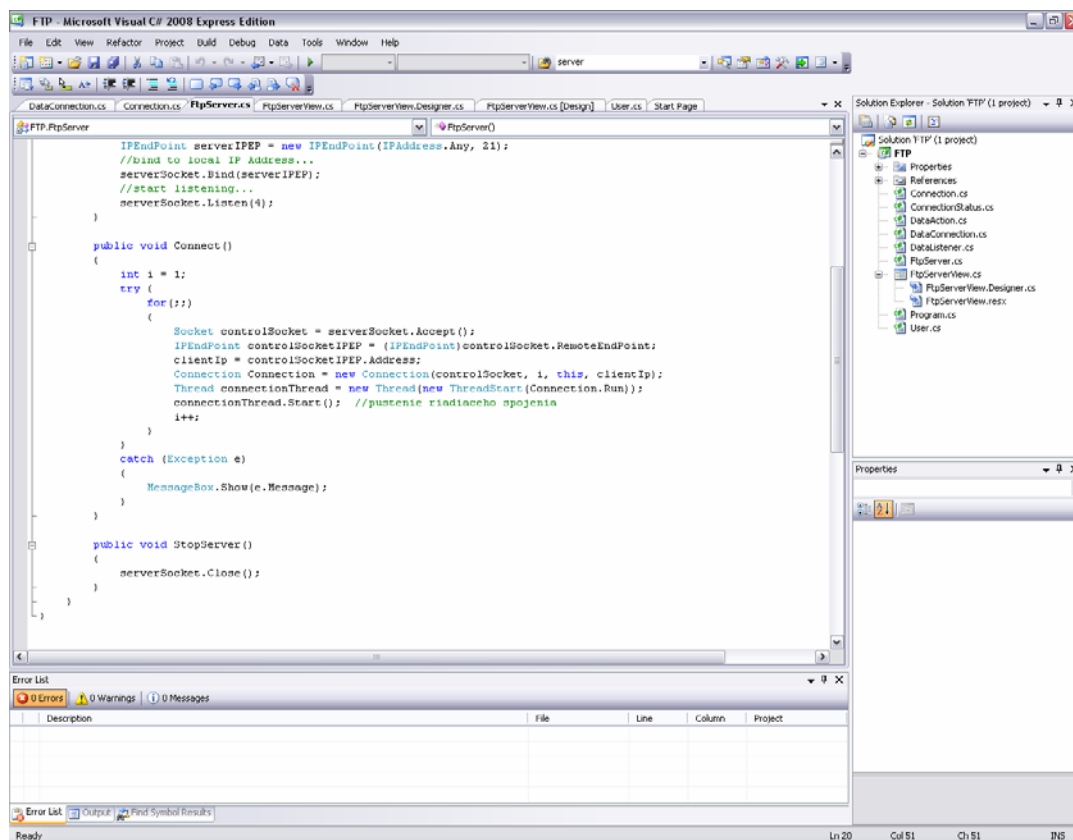 FTP - Microsoft Visual C# 2008 Express Edition
File Edit View Refactor Project Build Debug Data Tools Window Help
server
DataConnection.cs Connection.cs FtpServer.cs FtpServerView.cs FtpServerView.Designer.cs FtpServerView.cs [Design] User.cs Start Page
FTP.FtpServer FtpServer()
IPEndPoint serverIPEP = new IPEndPoint(IPAddress.Any, 21);
//bind to local IP Address...
serverSocket.Bind(serverIPEP);
//start listening...
serverSocket.Listen(4);
}
public void Connect()
{
int i = 1;
try {
for(;;)
{
Socket controlSocket = serverSocket.Accept();
IPEndPoint controlSocketIPEP = (IPEndPoint)controlSocket.RemoteEndPoint;
clientIp = controlSocketIPEP.Address;
Connection Connection = new Connection(controlSocket, i, this, clientIp);
Thread connectionThread = new Thread(new ThreadStart(Connection.Run));
connectionThread.Start(); //pustenie riadiaceho spojenia
i++;
}
}
catch (Exception e)
{
MessageBox.Show(e.Message);
}
}
public void StopServer()
{
serverSocket.Close();
}
}
}
Solution Explorer - Solution 'FTP' (1 project)
Solution 'FTP' (1 project)
FTP
Properties
References
Connection.cs
ConnectionStatus.cs
DataAction.cs
DataConnection.cs
DataListener.cs
FtpServer.cs
FtpServerView.cs
FtpServerView.Designer.cs
FtpServerView.resx
Program.cs
User.cs
Properties
Error List
0 Errors 0 Warnings 0 Messages
Description File Line Column Project
Error List Output Find Symbol Results
Ready Ln 20 Col 51 Ch 51 INS